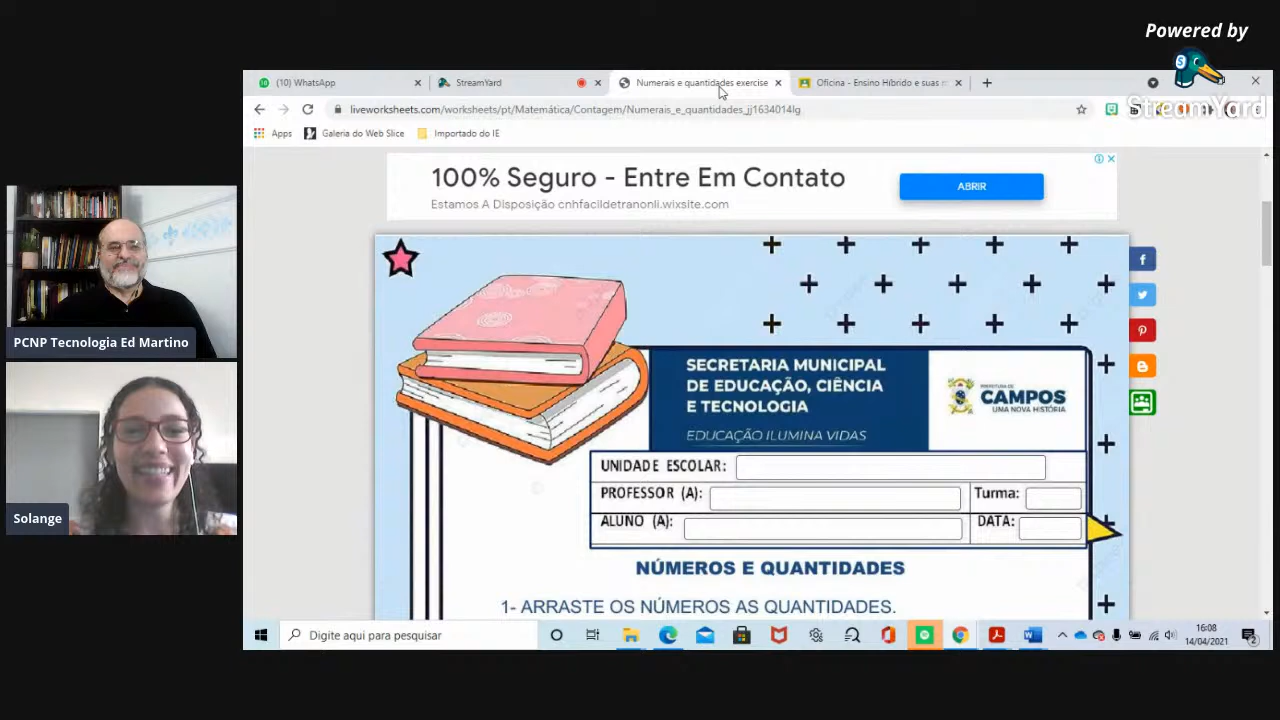 Powered by
StreamYard
(10) WhatsApp
StreamYard
Numerais e quantidades exercise
Oficina - Ensino Híbrido e suas m
liveworksheets.com/worksheets/pt/Matemática/Contagem/Numerais_e_quantidades_jj1634014lg
Apps
Galeria do Web Slice
Importado do IE
100% Seguro - Entre Em Contato
Estamos A Disposição cnhfacildetranonli.wixsite.com
ABRIR
SECRETARIA MUNICIPAL
DE EDUCAÇÃO, CIÊNCIA
E TECNOLOGIA
EDUCAÇÃO ILUMINA VIDAS
PREFEITURA DE
CAMPOS
UMA NOVA HISTÓRIA
UNIDADE ESCOLAR:
PROFESSOR (A):
Turma:
ALUNO (A):
DATA:
NÚMEROS E QUANTIDADES
1- ARRASTE OS NÚMEROS AS QUANTIDADES.
PCNP Tecnologia Ed Martino
Solange
Digite aqui para pesquisar
16:08
14/04/2021
2